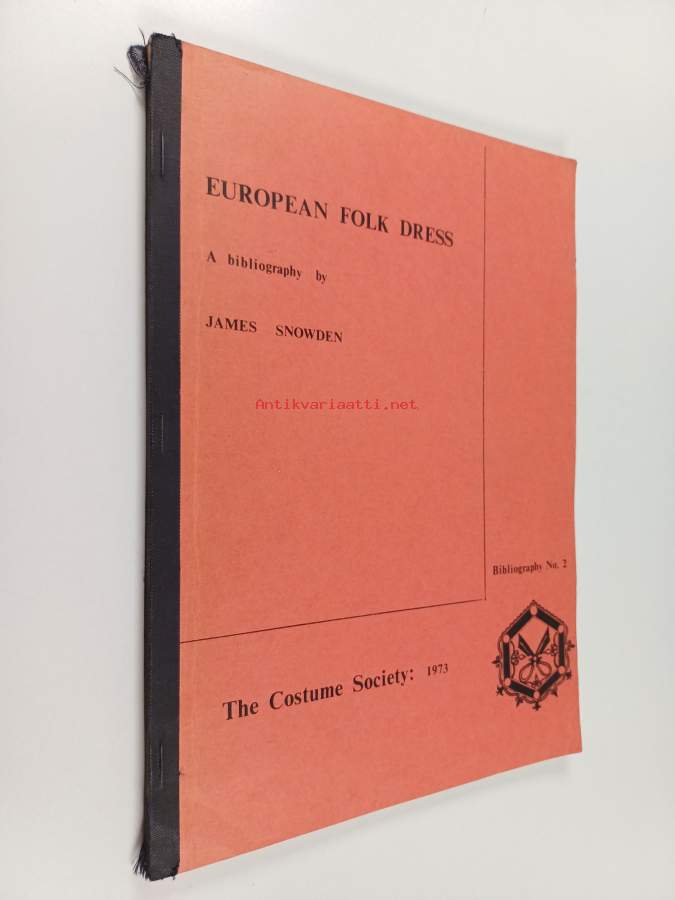 EUROPEAN FOLK DRESS
A bibliography by
JAMES SNOWDEN
Antikvariaatti.net
Bibliography No. 2
The Costume Society: 1973